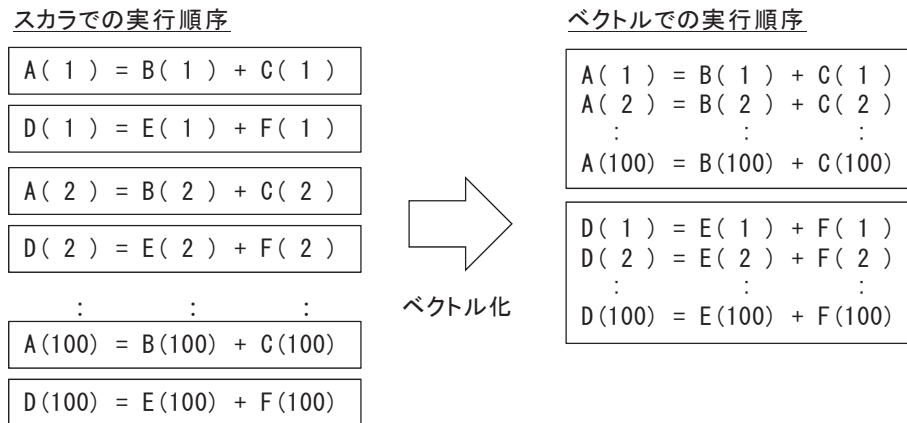 スカラでの実行順序
A( 1 ) = B( 1 ) + C( 1 )
D( 1 ) = E( 1 ) + F( 1 )
A( 2 ) = B( 2 ) + C( 2 )
D( 2 ) = E( 2 ) + F( 2 )
: : :
A(100) = B(100) + C(100)
D(100) = E(100) + F(100)
ベクトル化
ベクトルでの実行順序
A( 1 ) = B( 1 ) + C( 1 )
A( 2 ) = B( 2 ) + C( 2 )
: : :
A(100) = B(100) + C(100)
D( 1 ) = E( 1 ) + F( 1 )
D( 2 ) = E( 2 ) + F( 2 )
: : :
D(100) = E(100) + F(100)